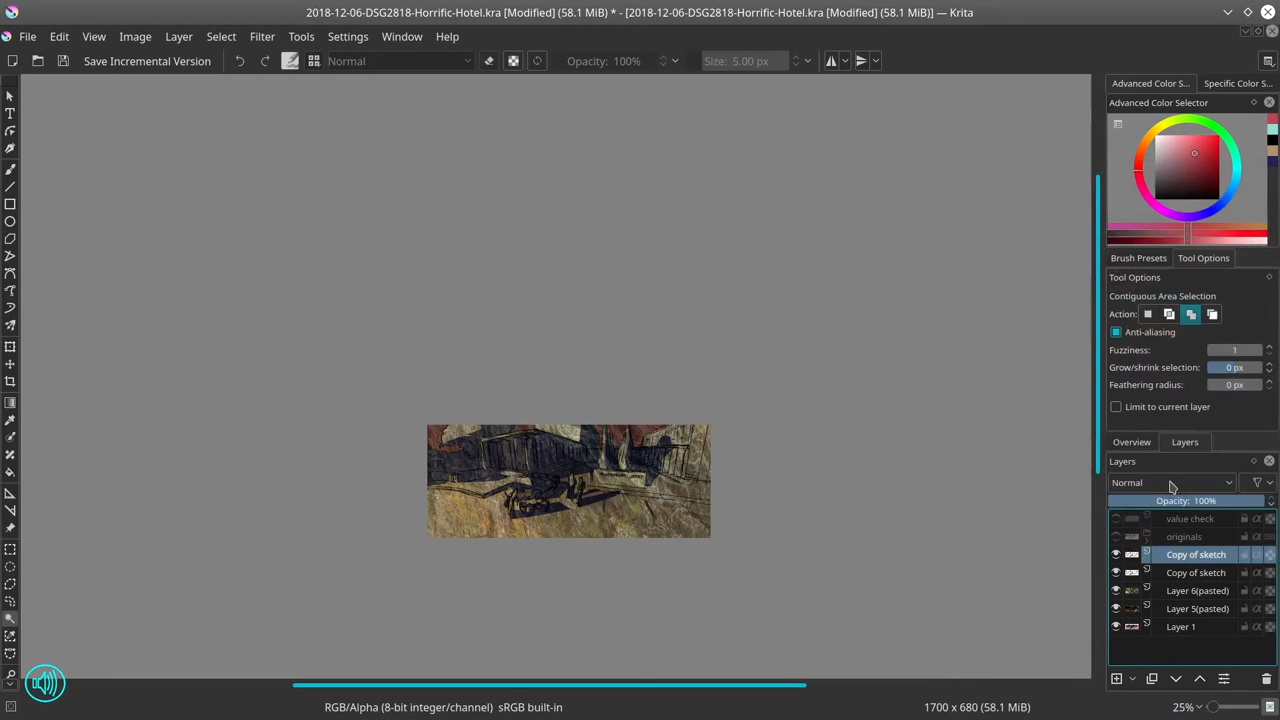 2018-12-06-DSG2818-Horrific-Hotel.kra [Modified] (58.1 MiB) * - [2018-12-06-DSG2818-Horrific-Hotel.kra [Modified] (58.1 MiB)] — Krita
File Edit View Image Layer Select Filter Tools Settings Window Help
Save Incremental Version Normal Opacity: 100% Size: 5.00 px
Advanced Color S... Specific Color S...
Advanced Color Selector
Brush Presets Tool Options
Tool Options
Contiguous Area Selection
Action:
Anti-aliasing
Fuzziness: 1
Grow/shrink selection: 0 px
Feathering radius: 0 px
Limit to current layer
Overview Layers
Layers
Normal
Opacity: 100%
value check
originals
Copy of sketch
Copy of sketch
Layer 6(pasted)
Layer 5(pasted)
Layer 1
RGB/Alpha (8-bit integer/channel) sRGB built-in 1700 x 680 (58.1 MiB) 25%